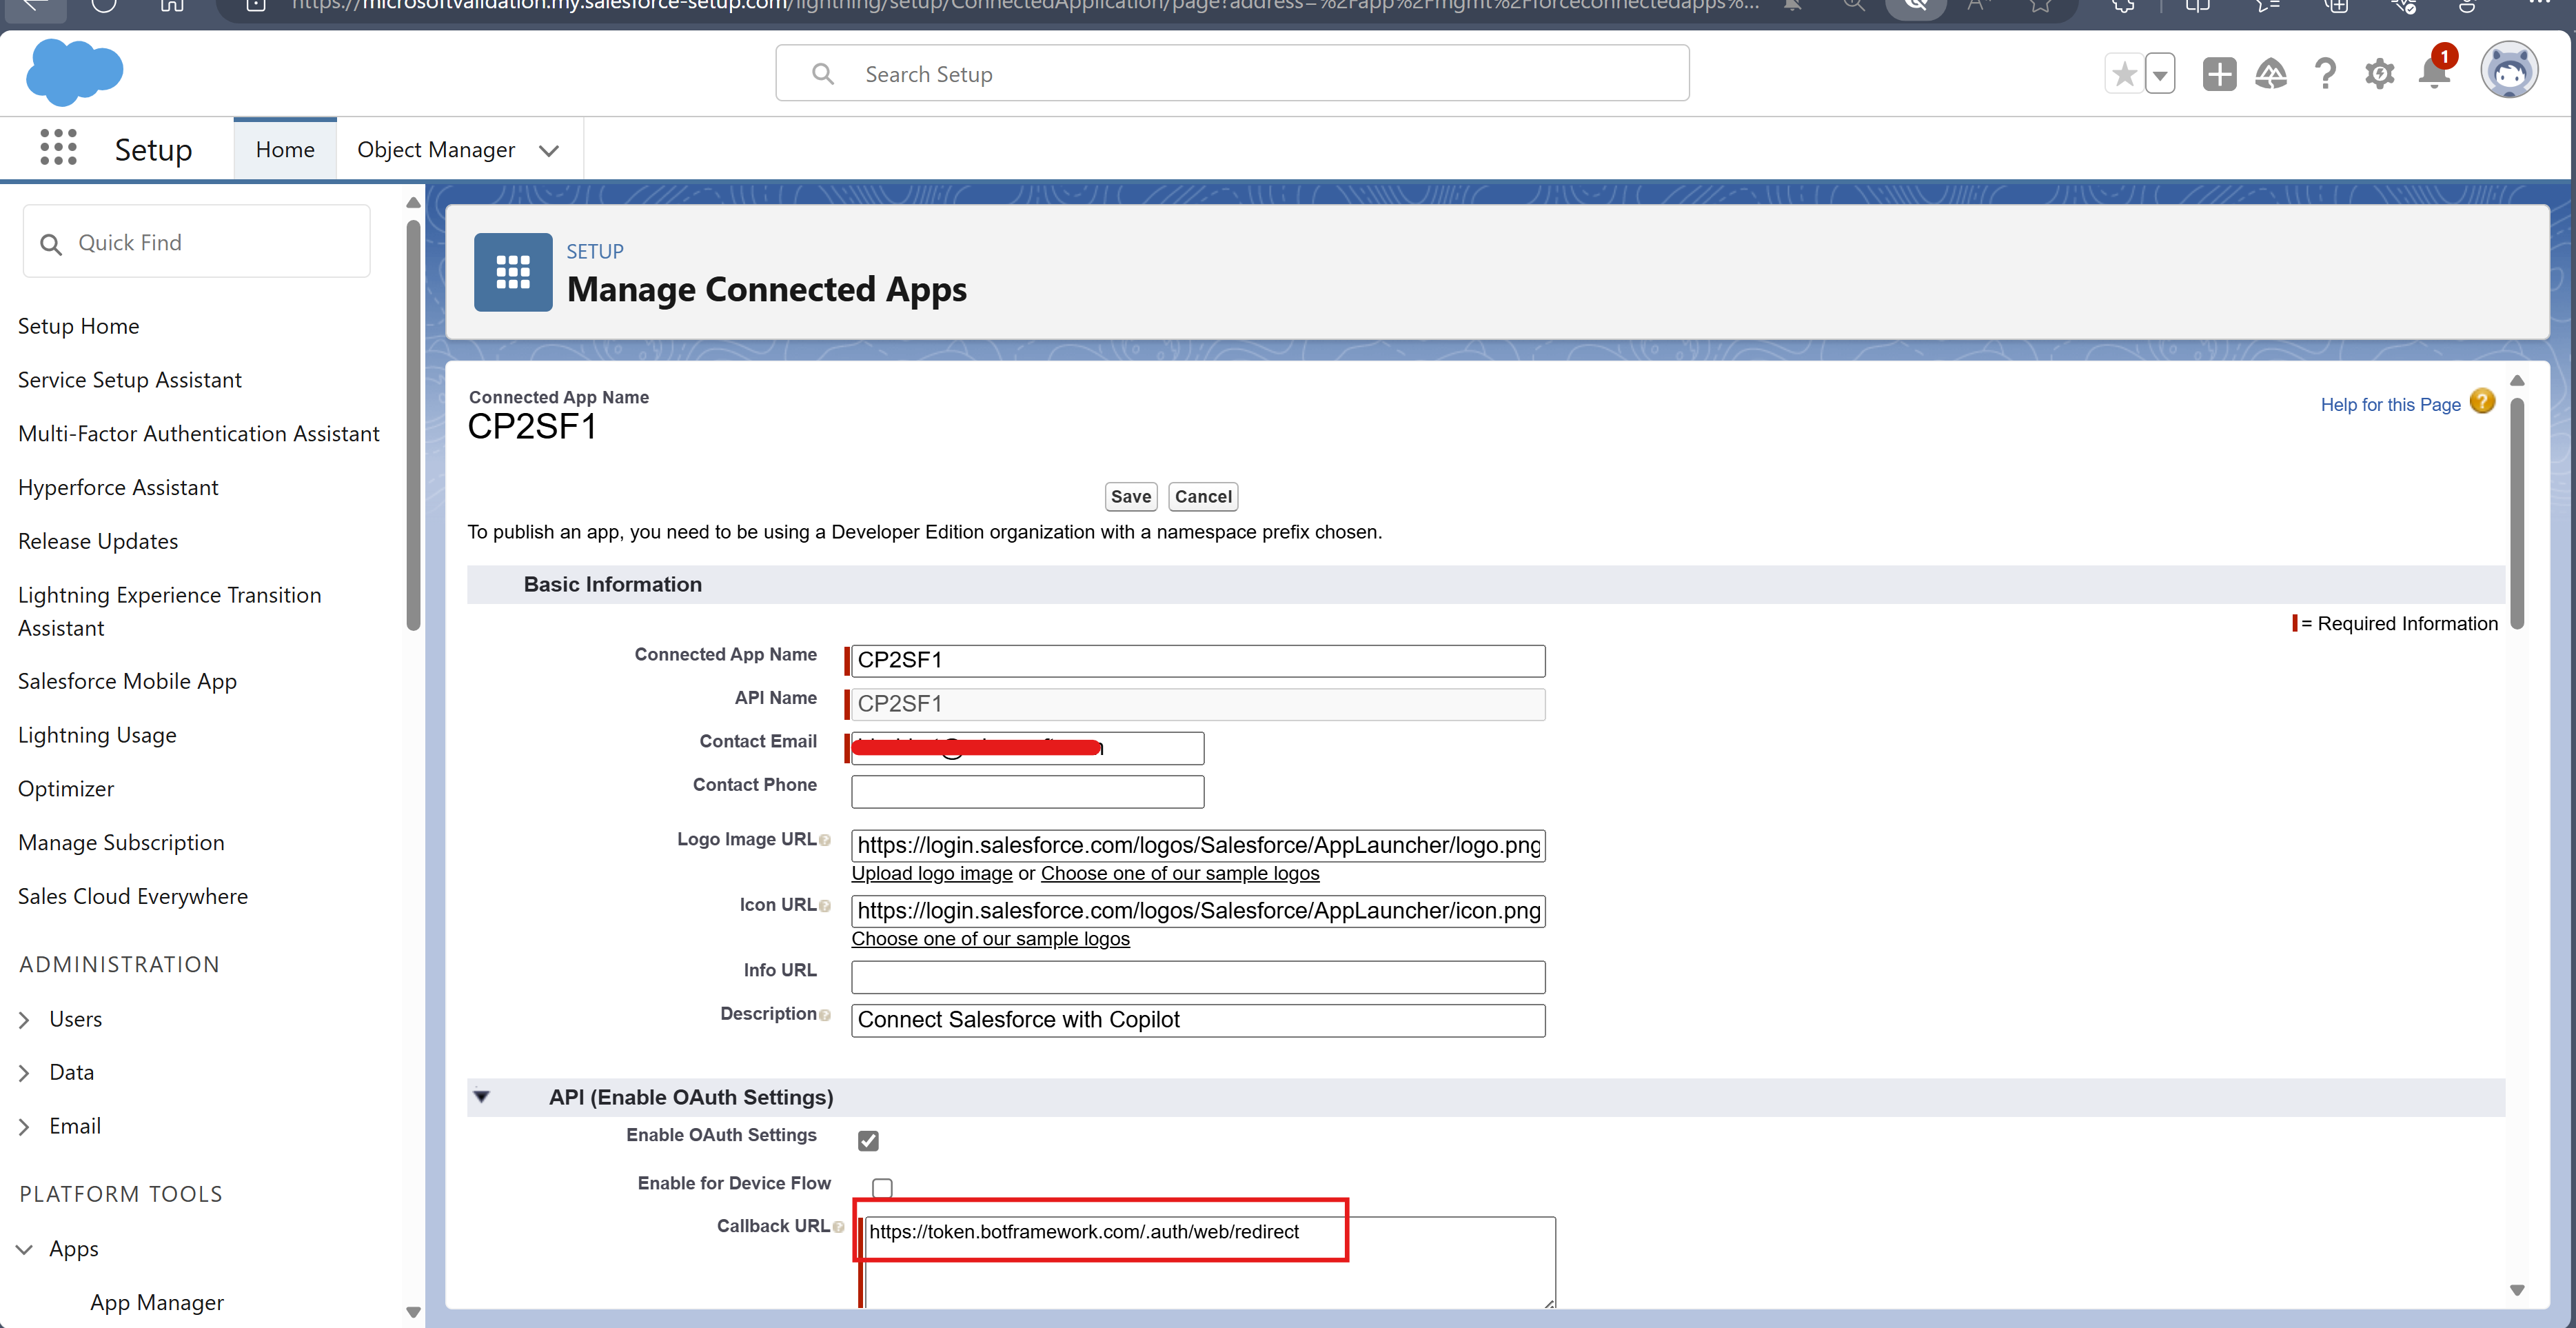 https://microsoftvalidation.my.salesforce-setup.com/lightning/setup/ConnectedApplication/page?address=%2Fapp%2Fmgmt%2Fforceconnectedapps%...
Search Setup
1
Setup
Home
Object Manager
Quick Find
Setup Home
Service Setup Assistant
Multi-Factor Authentication Assistant
Hyperforce Assistant
Release Updates
Lightning Experience Transition
Assistant
Salesforce Mobile App
Lightning Usage
Optimizer
Manage Subscription
Sales Cloud Everywhere
ADMINISTRATION
Users
Data
Email
PLATFORM TOOLS
Apps
App Manager
SETUP
Manage Connected Apps
Connected App Name
CP2SF1
Help for this Page
Save Cancel
To publish an app, you need to be using a Developer Edition organization with a namespace prefix chosen.
Basic Information
= Required Information
Connected App Name CP2SF1
API Name CP2SF1
Contact Email
Contact Phone
Logo Image URL https://login.salesforce.com/logos/Salesforce/AppLauncher/logo.png
Upload logo image or Choose one of our sample logos
Icon URL https://login.salesforce.com/logos/Salesforce/AppLauncher/icon.png
Choose one of our sample logos
Info URL
Description Connect Salesforce with Copilot
API (Enable OAuth Settings)
Enable OAuth Settings
Enable for Device Flow
Callback URL https://token.botframework.com/.auth/web/redirect